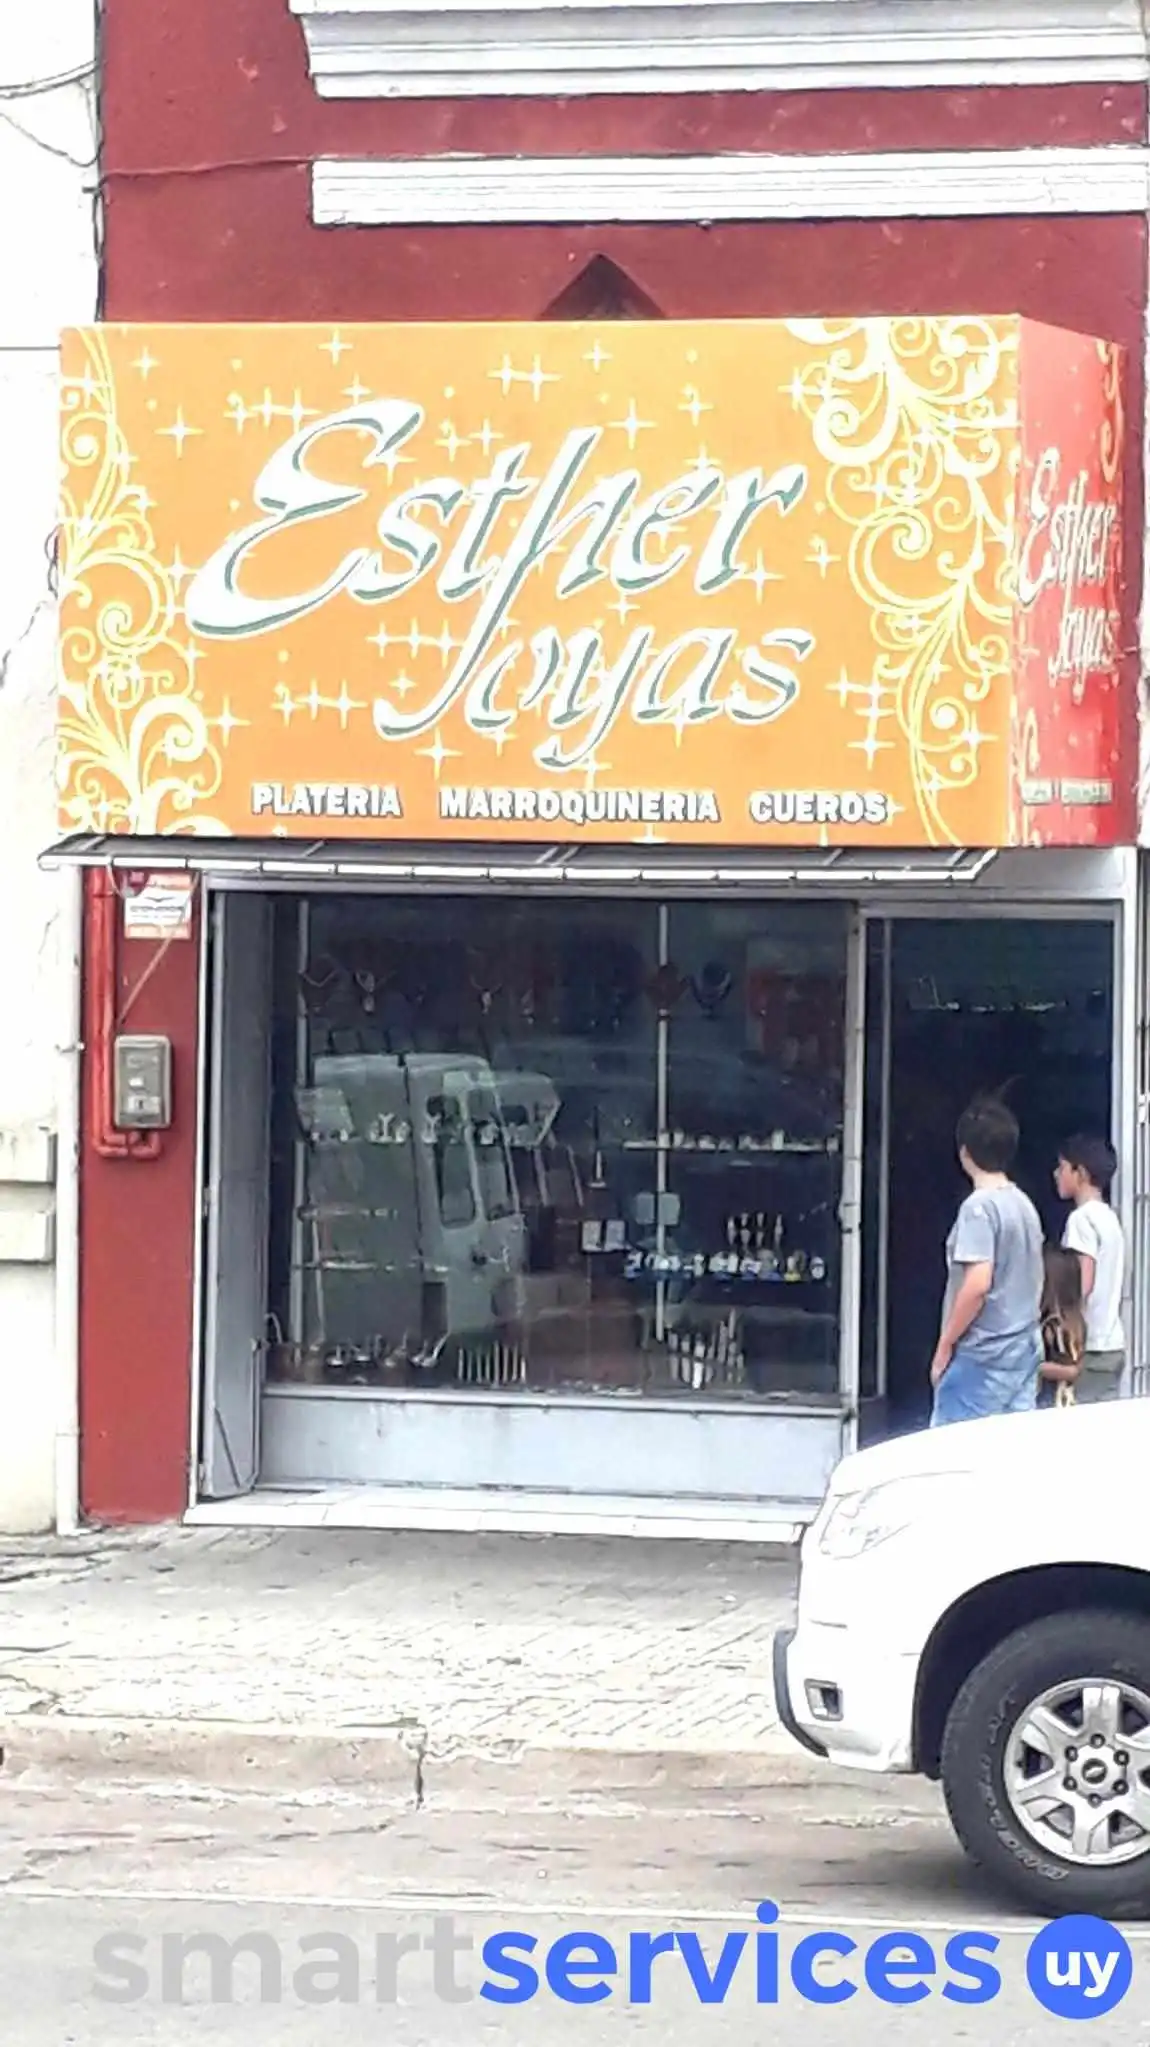 Esther
Joyas
PLATERIA MARROQUINERIA CUEROS
Esther
Joyas
smartservices uy